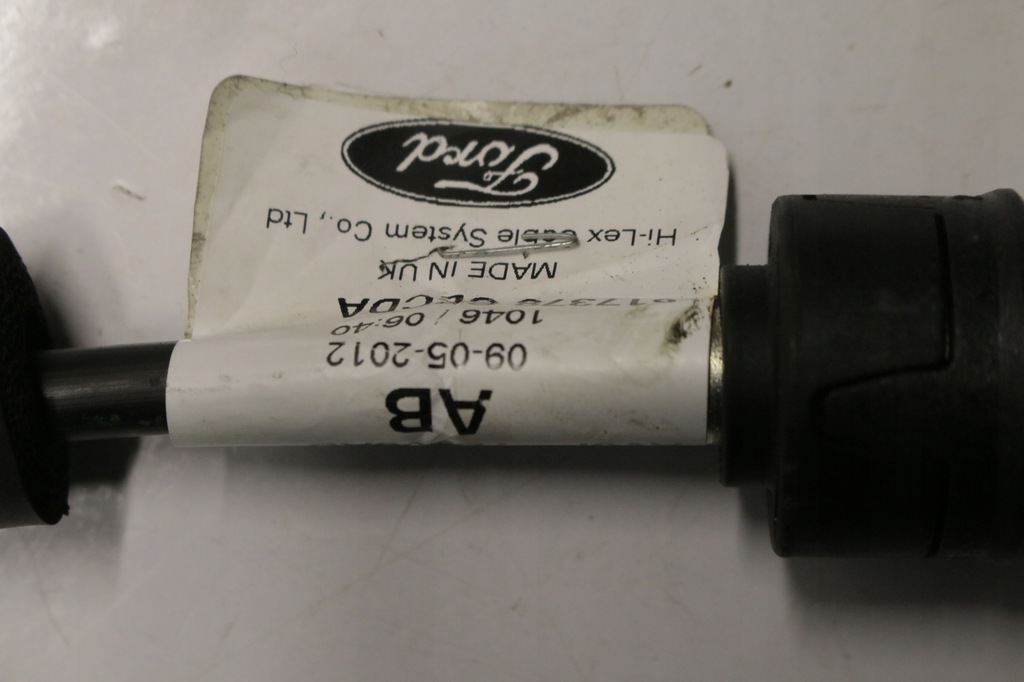 Ford
Hi-Lex Cable System Co., Ltd
MADE IN UK
1046 / 06:40
09-05-2012
AB